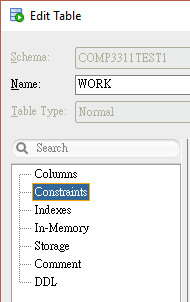 Edit Table
Schema: COMP3311TEST1
Name: WORK
Table Type: Normal
Search
Columns
Constraints
Indexes
In-Memory
Storage
Comment
DDL